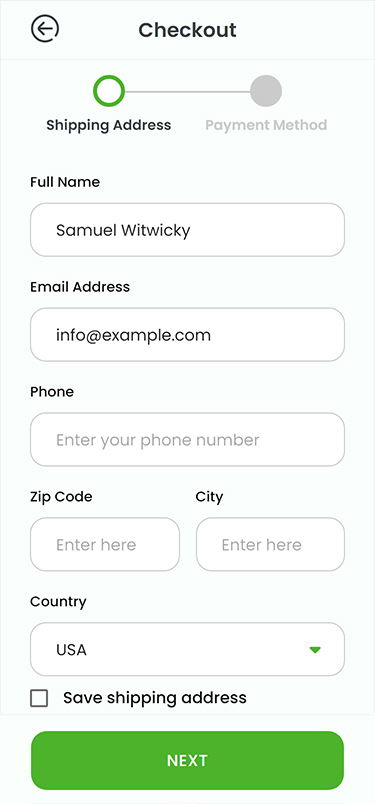 Checkout
Shipping Address Payment Method
Full Name
Samuel Witwicky
Email Address
info@example.com
Phone
Enter your phone number
Zip Code City
Enter here Enter here
Country
USA
Save shipping address
NEXT